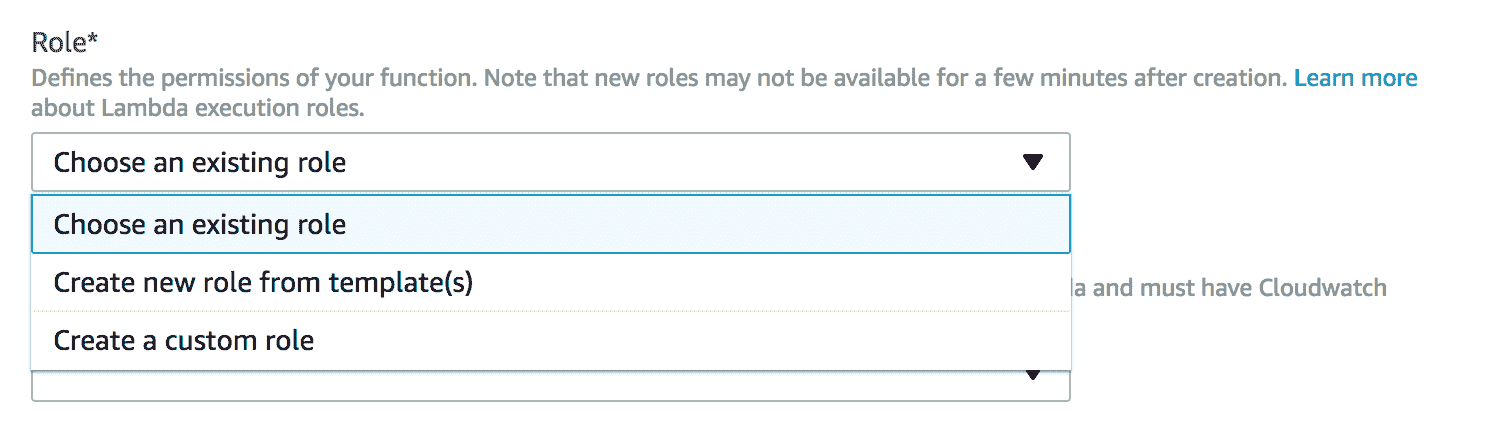 Role*
Defines the permissions of your function. Note that new roles may not be available for a few minutes after creation. Learn more
about Lambda execution roles.
Choose an existing role
Choose an existing role
Create new role from template(s)
and must have Cloudwatch
Create a custom role